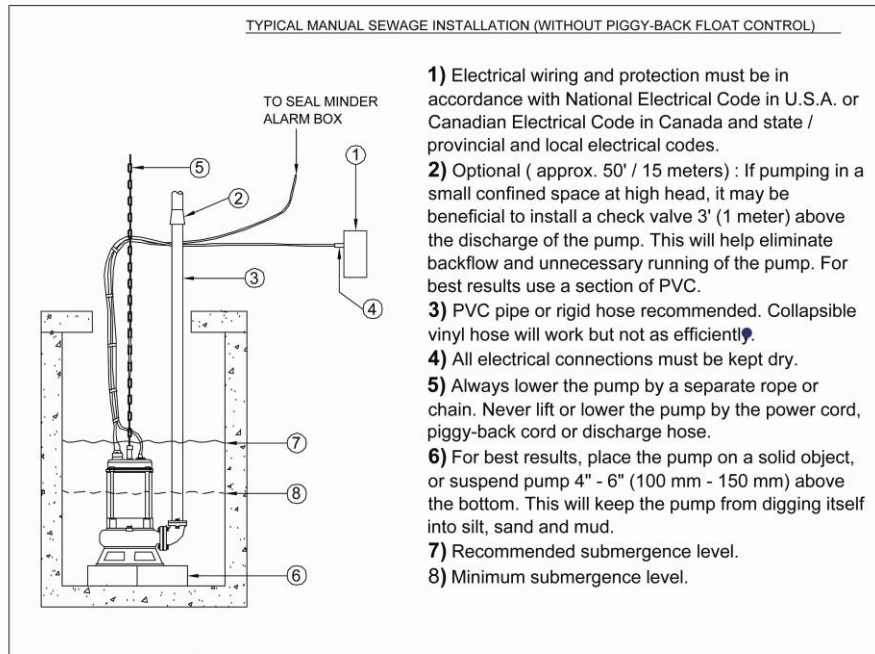 TYPICAL MANUAL SEWAGE INSTALLATION (WITHOUT PIGGY-BACK FLOAT CONTROL)
TO SEAL MINDER
ALARM BOX
1
5
2
3
4
7
8
6
1) Electrical wiring and protection must be in
accordance with National Electrical Code in U.S.A. or
Canadian Electrical Code in Canada and state /
provincial and local electrical codes.
2) Optional ( approx. 50' / 15 meters) : If pumping in a
small confined space at high head, it may be
beneficial to install a check valve 3' (1 meter) above
the discharge of the pump. This will help eliminate
backflow and unnecessary running of the pump. For
best results use a section of PVC.
3) PVC pipe or rigid hose recommended. Collapsible
vinyl hose will work but not as efficiently.
4) All electrical connections must be kept dry.
5) Always lower the pump by a separate rope or
chain. Never lift or lower the pump by the power cord,
piggy-back cord or discharge hose.
6) For best results, place the pump on a solid object,
or suspend pump 4" - 6" (100 mm - 150 mm) above
the bottom. This will keep the pump from digging itself
into silt, sand and mud.
7) Recommended submergence level.
8) Minimum submergence level.